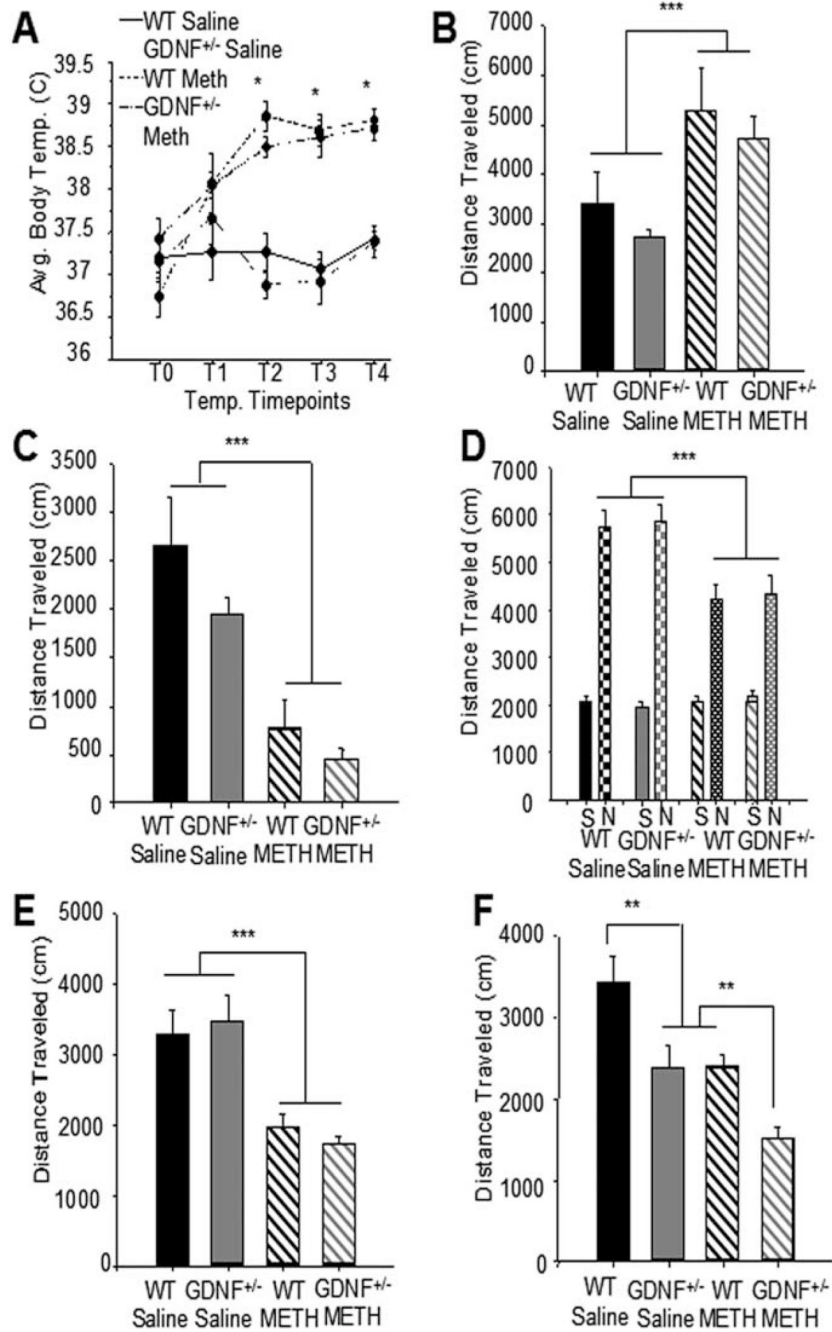 A
WT Saline
GDNF+/- Saline
WT Meth
GDNF+/-
Meth
Avg. Body Temp. (C)
39.5
39
38.5
38
37.5
37
36.5
36
* * *
T0 T1 T2 T3 T4
Temp. Timepoints
B
Distance Traveled (cm)
7000
6000
5000
4000
3000
2000
1000
0
***
WT GDNF+/- WT GDNF+/-
Saline Saline METH METH
C
Distance Traveled (cm)
3500
3000
2500
2000
1500
1000
500
0
***
WT GDNF+/- WT GDNF+/-
Saline Saline METH METH
D
Distance Traveled (cm)
7000
6000
5000
4000
3000
2000
1000
0
***
S N S N S N S N
WT GDNF+/- WT GDNF+/-
Saline Saline METH METH
E
Distance Traveled (cm)
5000
4000
3000
2000
1000
0
***
WT GDNF+/- WT GDNF+/-
Saline Saline METH METH
F
Distance Traveled (cm)
4000
3000
2000
1000
0
**
**
WT GDNF+/- WT GDNF+/-
Saline Saline METH METH